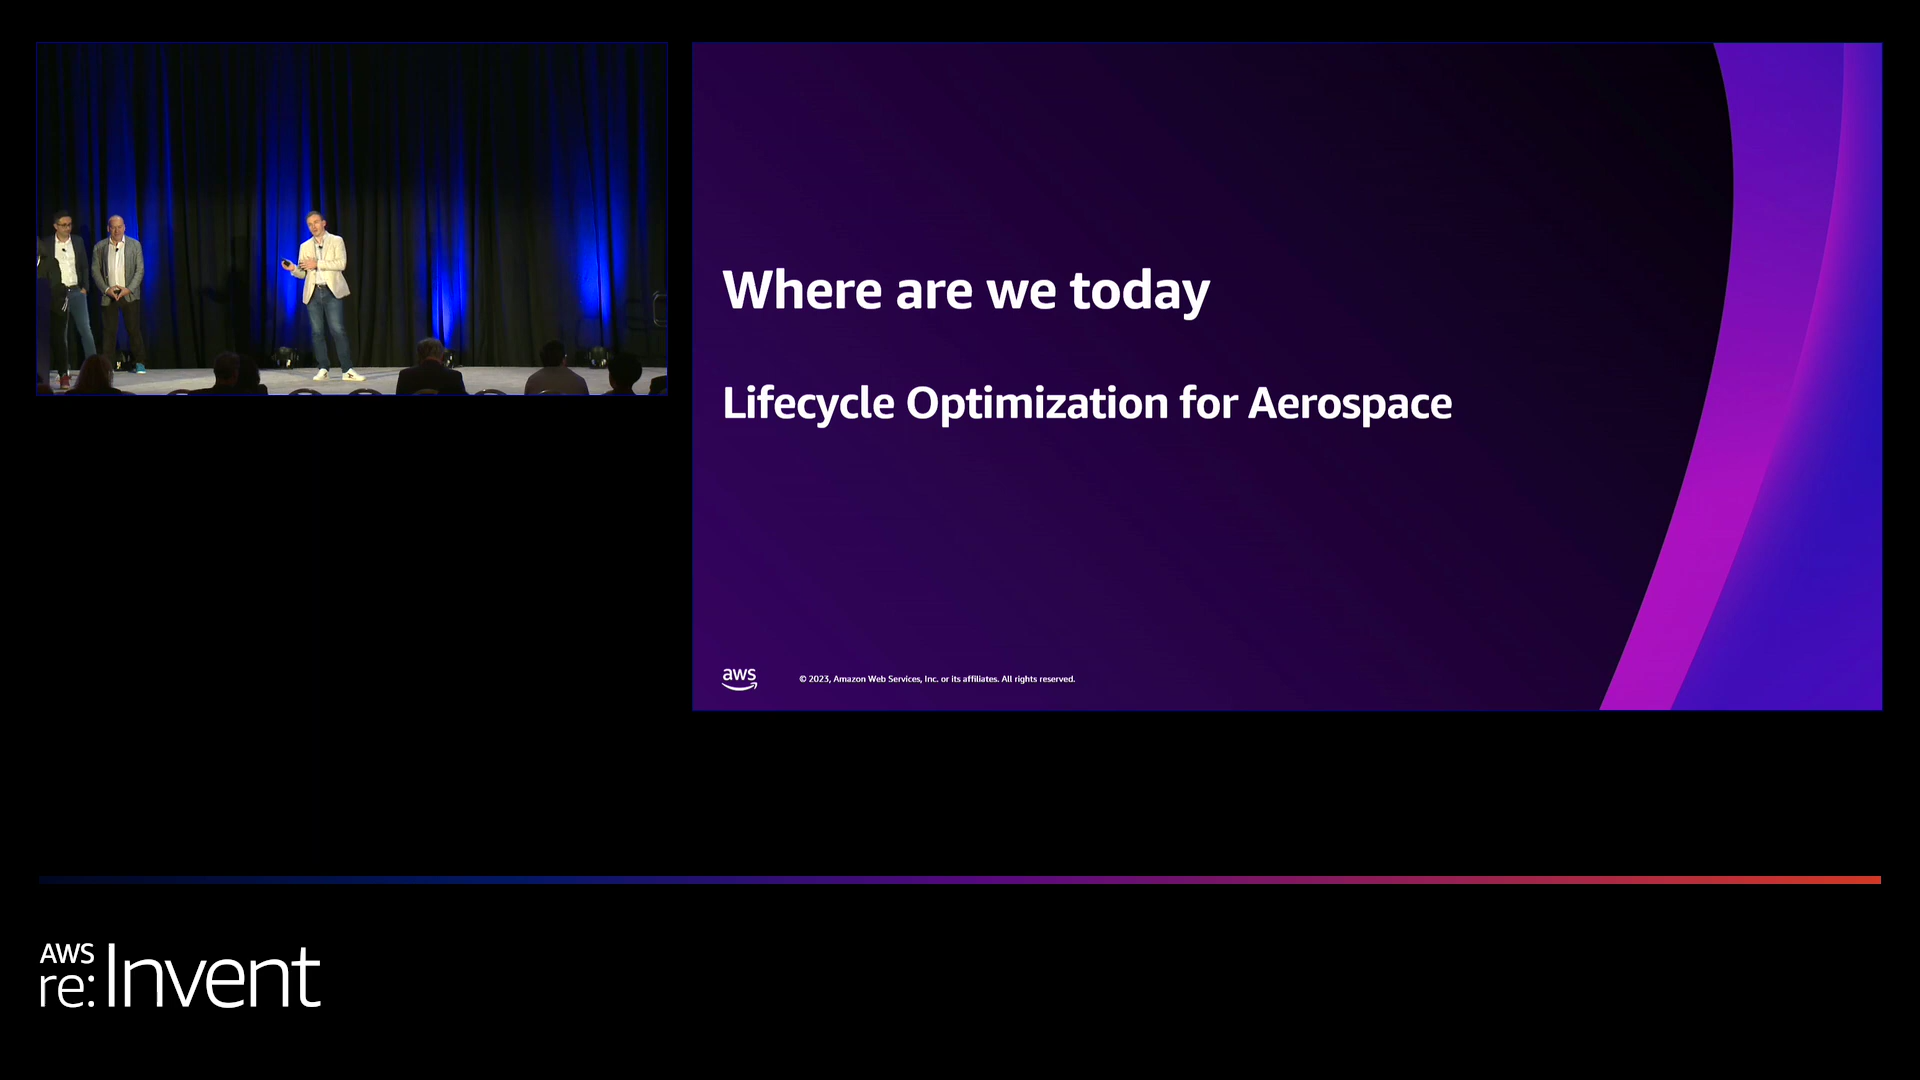 Where are we today
Lifecycle Optimization for Aerospace
aws
© 2023, Amazon Web Services, Inc. or its affiliates. All rights reserved.
AWS
re:Invent